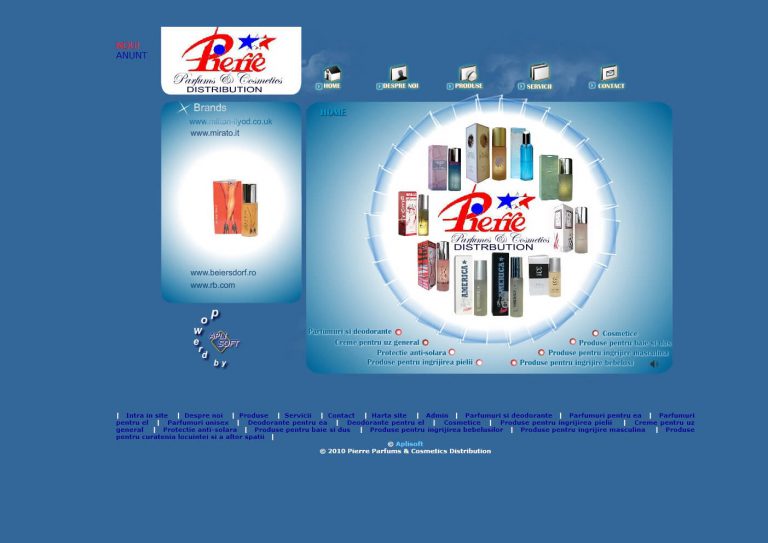 NOU!
ANUNT
Pierre
Parfums & Cosmetics
DISTRIBUTION
HOME
DESPRE NOI
PRODUSE
SERVICII
CONTACT
Brands
www.milton-llyod.co.uk
www.mirato.it
www.beiersdorf.ro
www.rb.com
HOME
Pierre
Parfumes & Cosmetics
DISTRBUTION
AMERICA
AMERICA
Parfumuri si deodorante
Creme pentru uz general
Protectie anti-solara
Produse pentru ingrijirea pielii
Cosmetice
Produse pentru baie si dus
Produse pentru ingrijire masculina
Produse pentru ingrijire bebelusi
powerd by
APLI
SOFT
| Intra in site | Despre noi | Produse | Servicii | Contact | Harta site | Admin | Parfumuri si deodorante | Parfumuri pentru ea | Parfumuri
pentru el | Parfumuri unisex | Deodorante pentru ea | Deodorante pentru el | Cosmetice | Produse pentru ingrijirea pielii | Creme pentru uz
general | Protectie anti-solara | Produse pentru baie si dus | Produse pentru ingrijirea bebelusilor | Produse pentru ingrijire masculina | Produse
pentru curatenia locuintei si a altor spatii |
© Aplisoft
© 2010 Pierre Parfums & Cosmetics Distribution